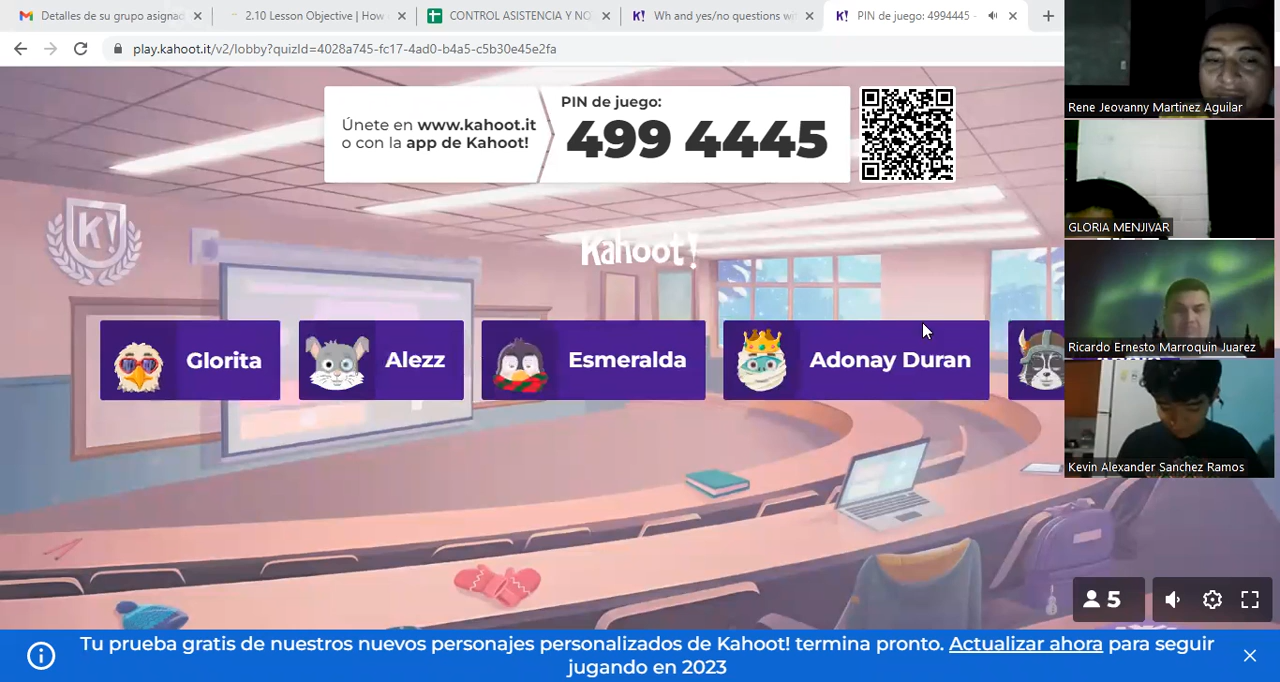 Detalles de su grupo asignad
2.10 Lesson Objective | How
CONTROL ASISTENCIA Y NO
Wh and yes/no questions w
PIN de juego: 4994445 -
play.kahoot.it/v2/lobby?quizId=4028a745-fc17-4ad0-b4a5-c5b30e45e2fa
Únete en www.kahoot.it
o con la app de Kahoot!
PIN de juego:
499 4445
K!
Kahoot!
Glorita
Alezz
Esmeralda
Adonay Duran
Rene Jeovanny Martinez Aguilar
GLORIA MENJIVAR
Ricardo Ernesto Marroquin Juarez
Kevin Alexander Sanchez Ramos
5
Tu prueba gratis de nuestros nuevos personajes personalizados de Kahoot! termina pronto. Actualizar ahora para seguir
jugando en 2023